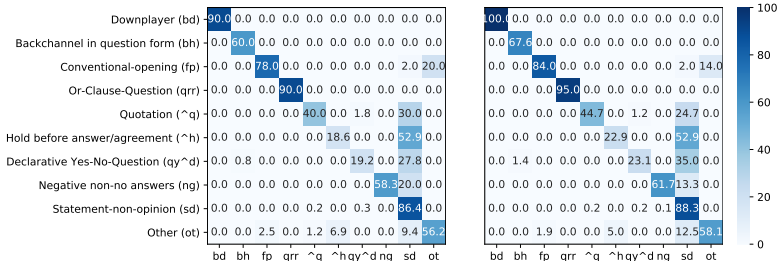 Downplayer (bd) 90.0 0.0 0.0 0.0 0.0 0.0 0.0 0.0 0.0 0.0 100.0 0.0 0.0 0.0 0.0 0.0 0.0 0.0 0.0 0.0 100
Backchannel in question form (bh) 0.0 60.0 0.0 0.0 0.0 0.0 0.0 0.0 0.0 0.0 0.0 67.6 0.0 0.0 0.0 0.0 0.0 0.0 0.0 0.0
Conventional-opening (fp) 0.0 0.0 78.0 0.0 0.0 0.0 0.0 0.0 2.0 20.0 0.0 0.0 84.0 0.0 0.0 0.0 0.0 0.0 2.0 14.0 80
Or-Clause-Question (qrr) 0.0 0.0 0.0 90.0 0.0 0.0 0.0 0.0 0.0 0.0 0.0 0.0 0.0 95.0 0.0 0.0 0.0 0.0 0.0 0.0
Quotation (^q) 0.0 0.0 0.0 0.0 40.0 0.0 1.8 0.0 30.0 0.0 0.0 0.0 0.0 0.0 44.7 0.0 1.2 0.0 24.7 0.0 60
Hold before answer/agreement (^h) 0.0 0.0 0.0 0.0 0.0 18.6 0.0 0.0 52.9 0.0 0.0 0.0 0.0 0.0 0.0 22.9 0.0 0.0 52.9 0.0 40
Declarative Yes-No-Question (qy^d) 0.0 0.8 0.0 0.0 0.0 0.0 19.2 0.0 27.8 0.0 0.0 1.4 0.0 0.0 0.0 0.0 23.1 0.0 35.0 0.0
Negative non-no answers (ng) 0.0 0.0 0.0 0.0 0.0 0.0 0.0 58.3 20.0 0.0 0.0 0.0 0.0 0.0 0.0 0.0 0.0 61.7 13.3 0.0 20
Statement-non-opinion (sd) 0.0 0.0 0.0 0.0 0.2 0.0 0.3 0.0 86.4 0.0 0.0 0.0 0.0 0.0 0.2 0.0 0.2 0.1 88.3 0.0
Other (ot) 0.0 0.0 2.5 0.0 1.2 6.9 0.0 0.0 9.4 56.2 0.0 0.0 1.9 0.0 0.0 5.0 0.0 0.0 12.5 58.1 0
bd bh fp qrr ^q ^h qy^d ng sd ot bd bh fp qrr ^q ^h qy^d ng sd ot